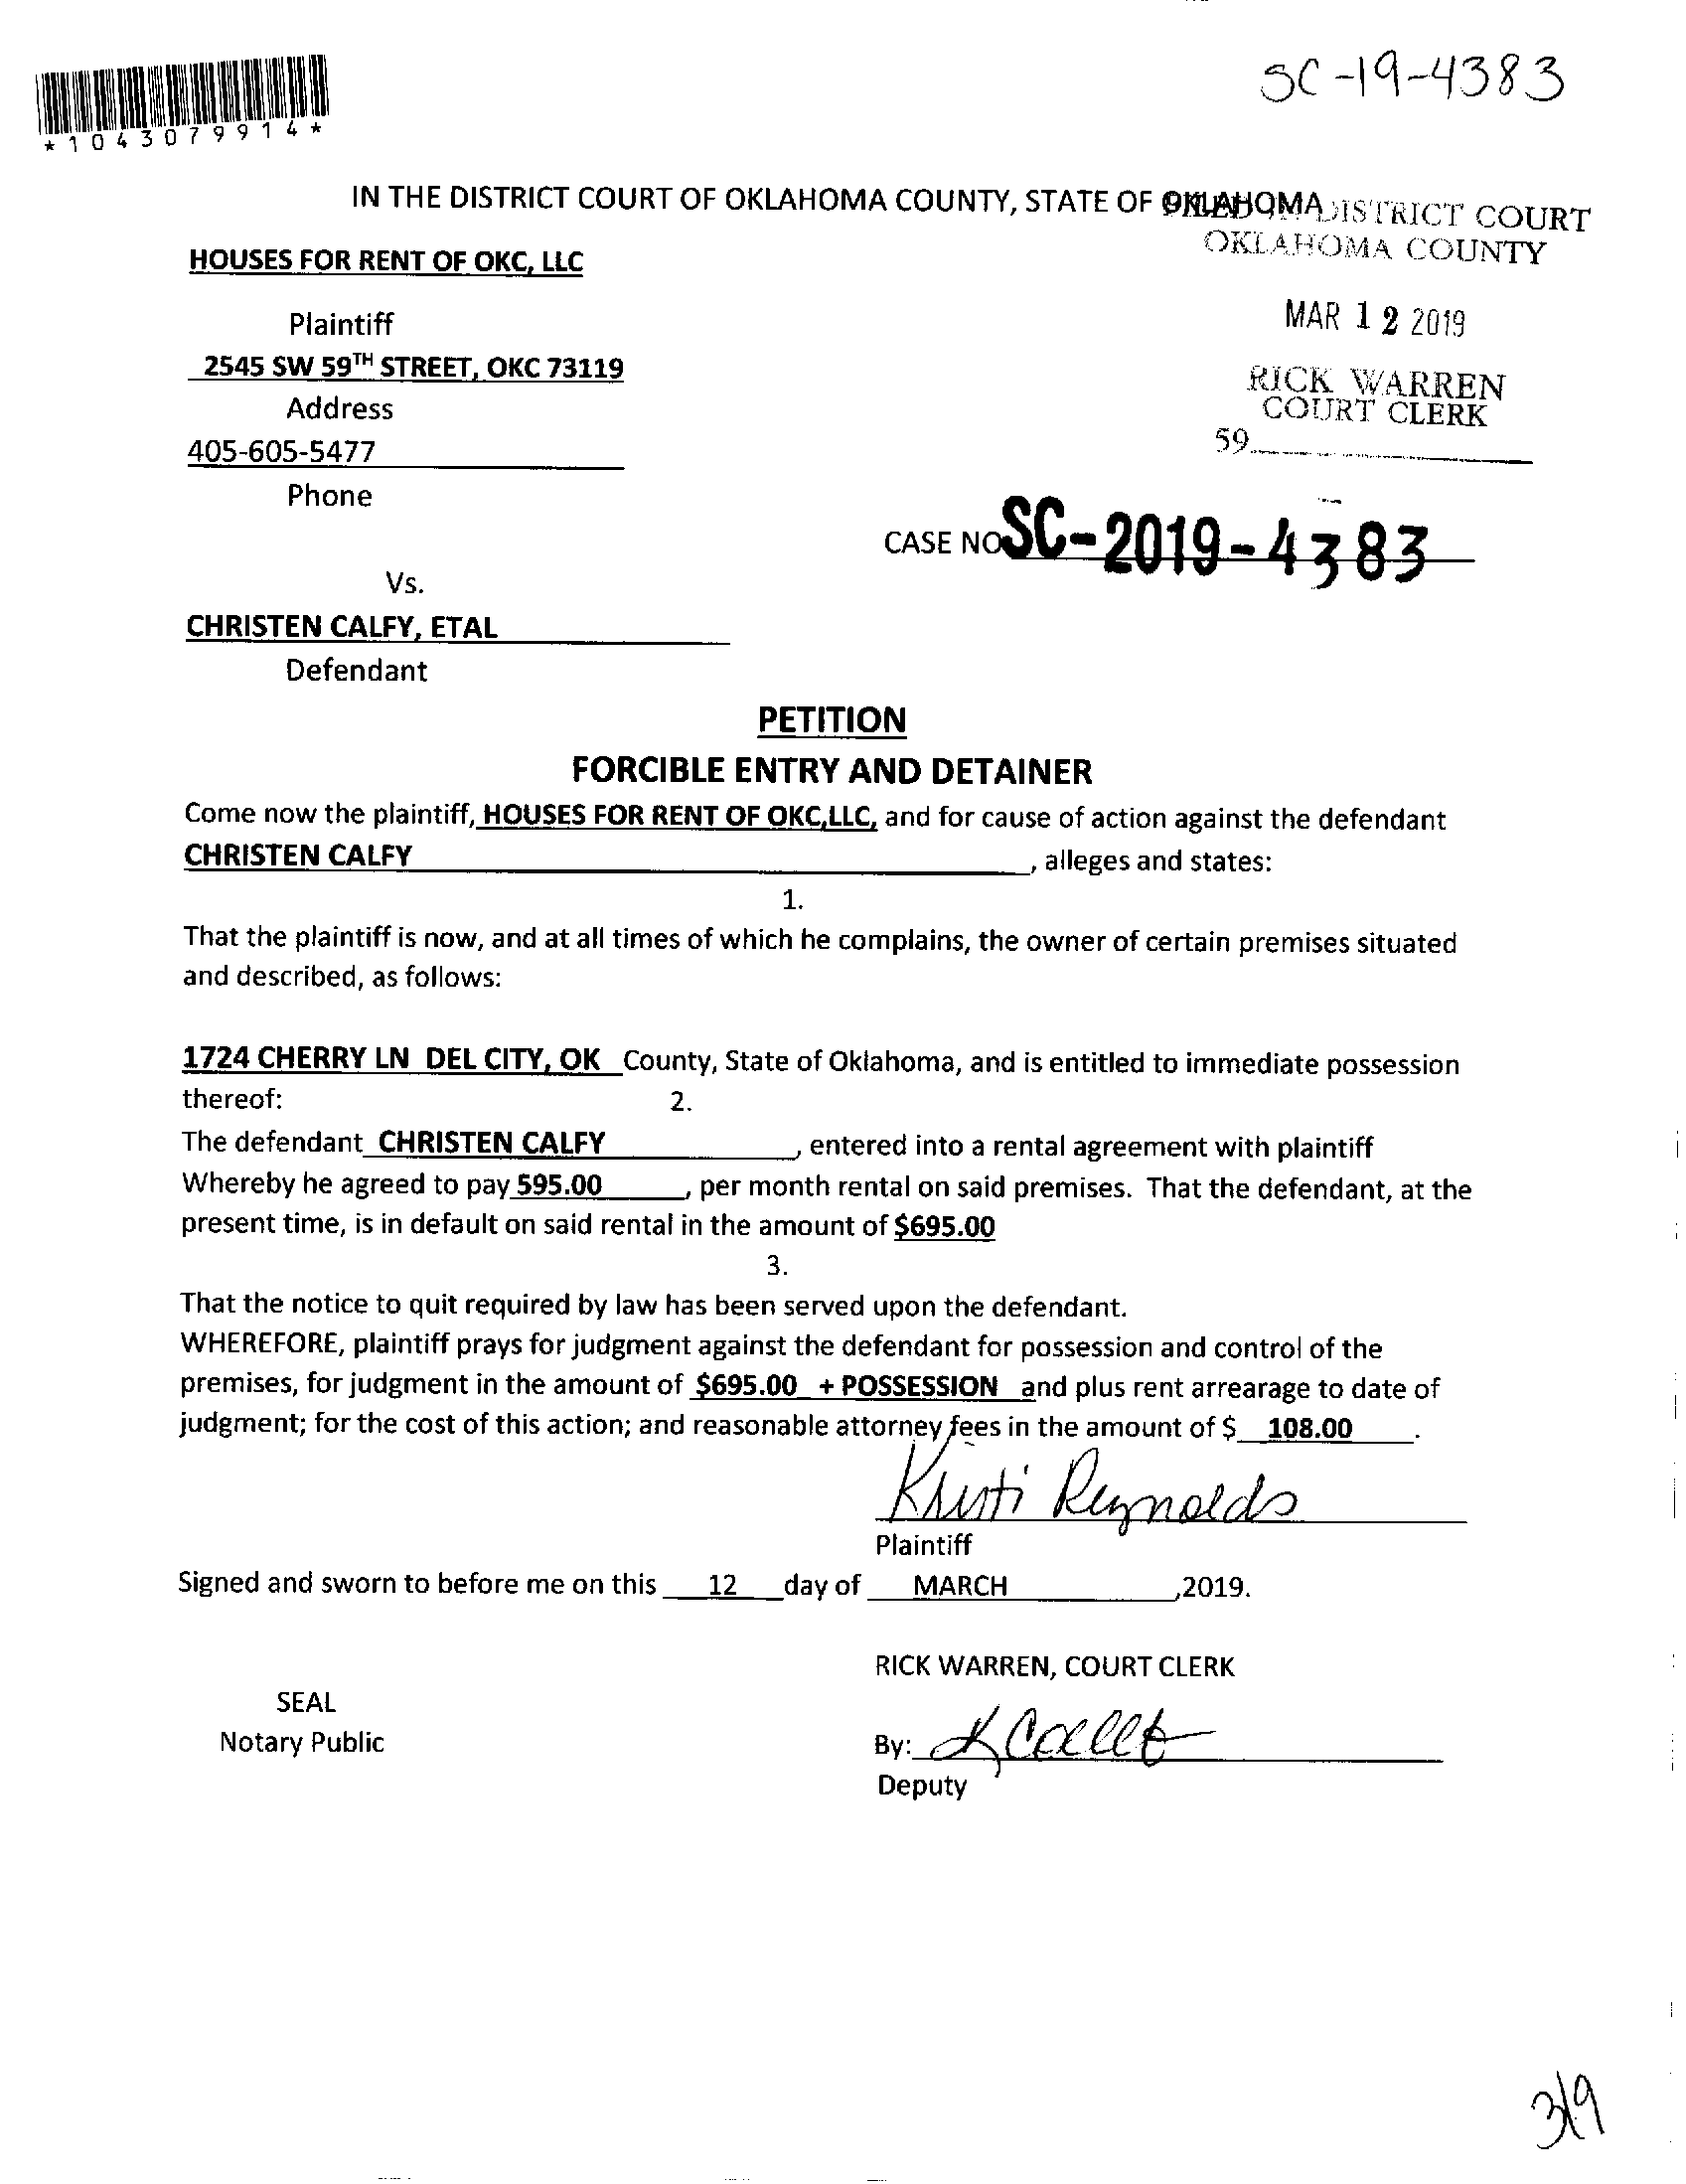 SC-19-4383
*1043079914*
IN THE DISTRICT COURT OF OKLAHOMA COUNTY, STATE OF OKLAHOMA
DISTRICT COURT
OKLAHOMA COUNTY
HOUSES FOR RENT OF OKC, LLC
Plaintiff
MAR 12 2019
2545 SW 59TH STREET, OKC 73119
RICK WARREN
COURT CLERK
Address
405-605-5477
59
Phone
CASE NO SC-2019-4383
Vs.
CHRISTEN CALFY, ETAL
Defendant
PETITION
FORCIBLE ENTRY AND DETAINER
Come now the plaintiff, HOUSES FOR RENT OF OKC,LLC, and for cause of action against the defendant
CHRISTEN CALFY, alleges and states:
1.
That the plaintiff is now, and at all times of which he complains, the owner of certain premises situated
and described, as follows:
1724 CHERRY LN DEL CITY, OK County, State of Oklahoma, and is entitled to immediate possession
thereof:
2.
The defendant CHRISTEN CALFY, entered into a rental agreement with plaintiff
Whereby he agreed to pay 595.00, per month rental on said premises. That the defendant, at the
present time, is in default on said rental in the amount of $695.00
3.
That the notice to quit required by law has been served upon the defendant.
WHEREFORE, plaintiff prays for judgment against the defendant for possession and control of the
premises, for judgment in the amount of $695.00 + POSSESSION and plus rent arrearage to date of
judgment; for the cost of this action; and reasonable attorney fees in the amount of $ 108.00.
Kristi Reynolds
Plaintiff
Signed and sworn to before me on this 12 day of MARCH,2019.
RICK WARREN, COURT CLERK
SEAL
Notary Public
By:
Deputy